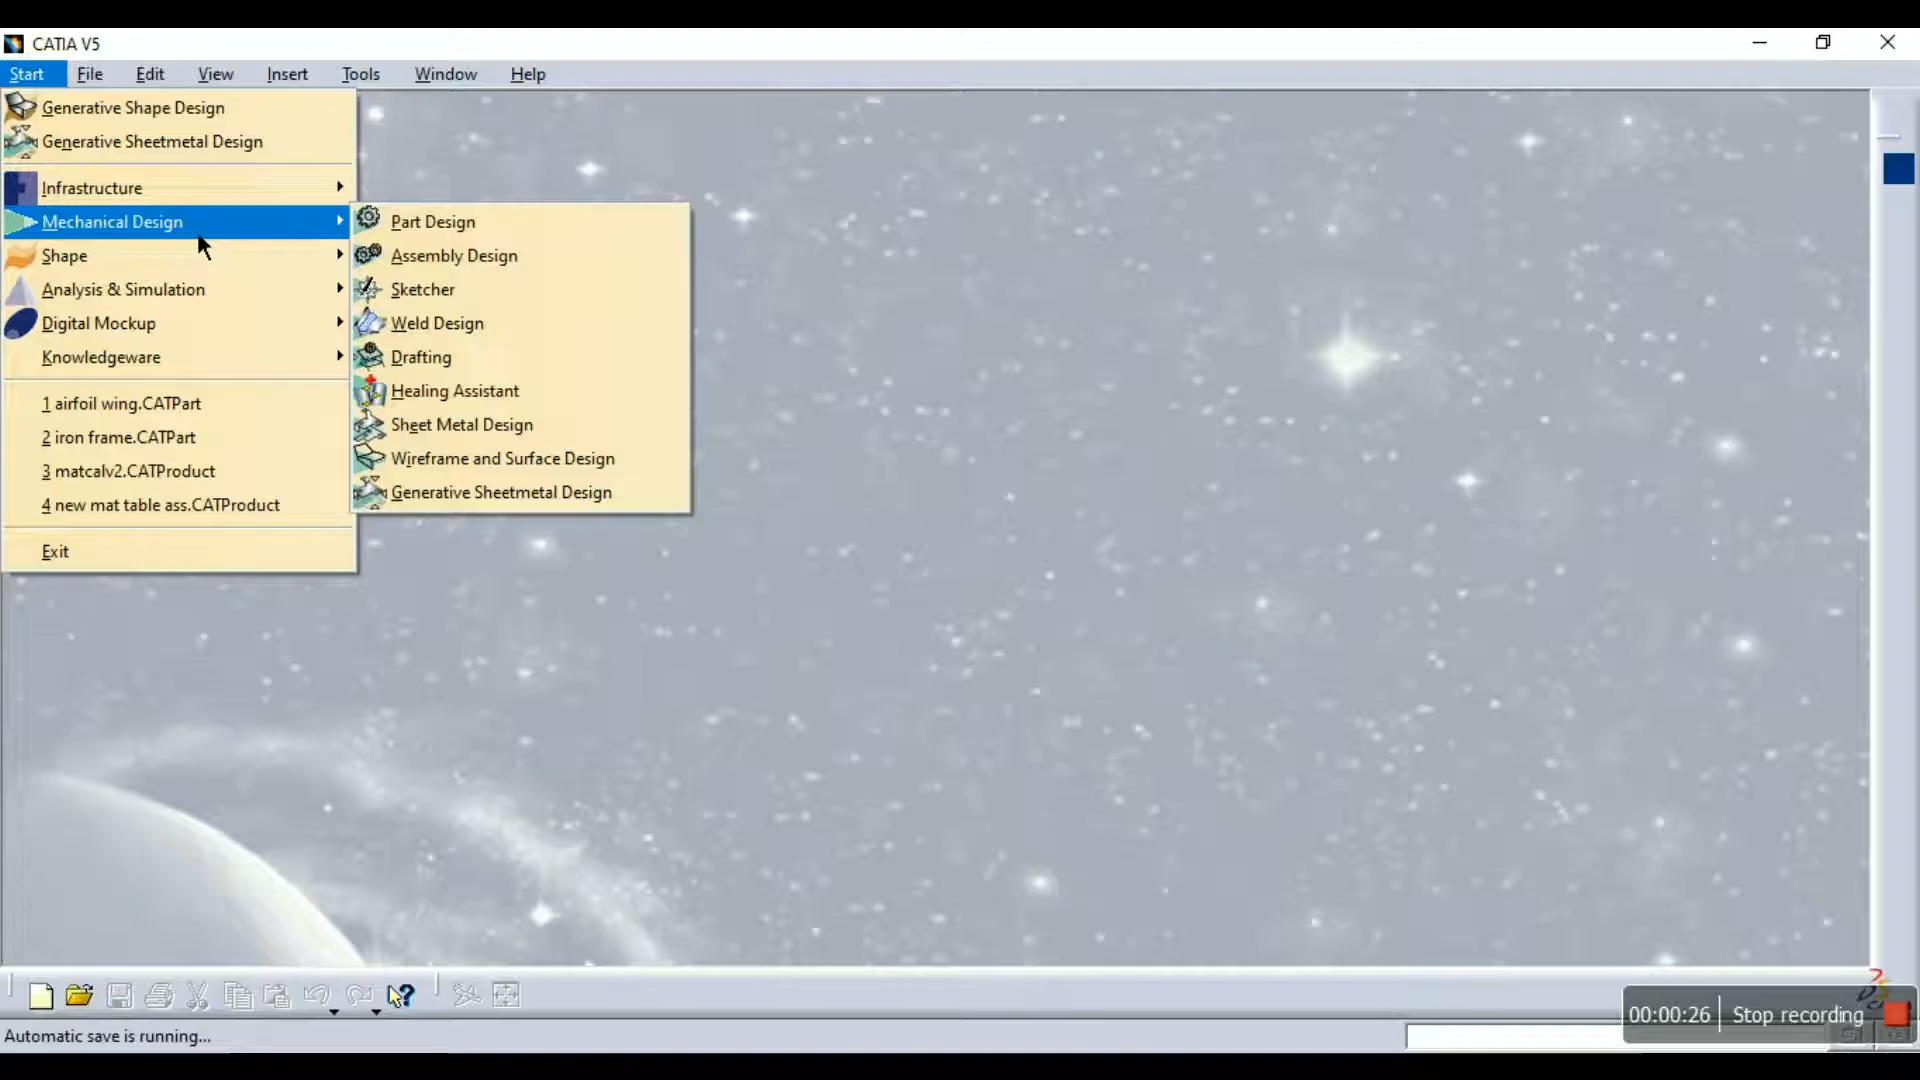 CATIA V5
Start File Edit View Insert Tools Window Help
Generative Shape Design
Generative Sheetmetal Design
Infrastructure
Mechanical Design
Shape
Analysis & Simulation
Digital Mockup
Knowledgeware
1 airfoil wing.CATPart
2 iron frame.CATPart
3 matcalv2.CATProduct
4 new mat table ass.CATProduct
Exit
Part Design
Assembly Design
Sketcher
Weld Design
Drafting
Healing Assistant
Sheet Metal Design
Wireframe and Surface Design
Generative Sheetmetal Design
00:00:26 Stop recording
Automatic save is running...